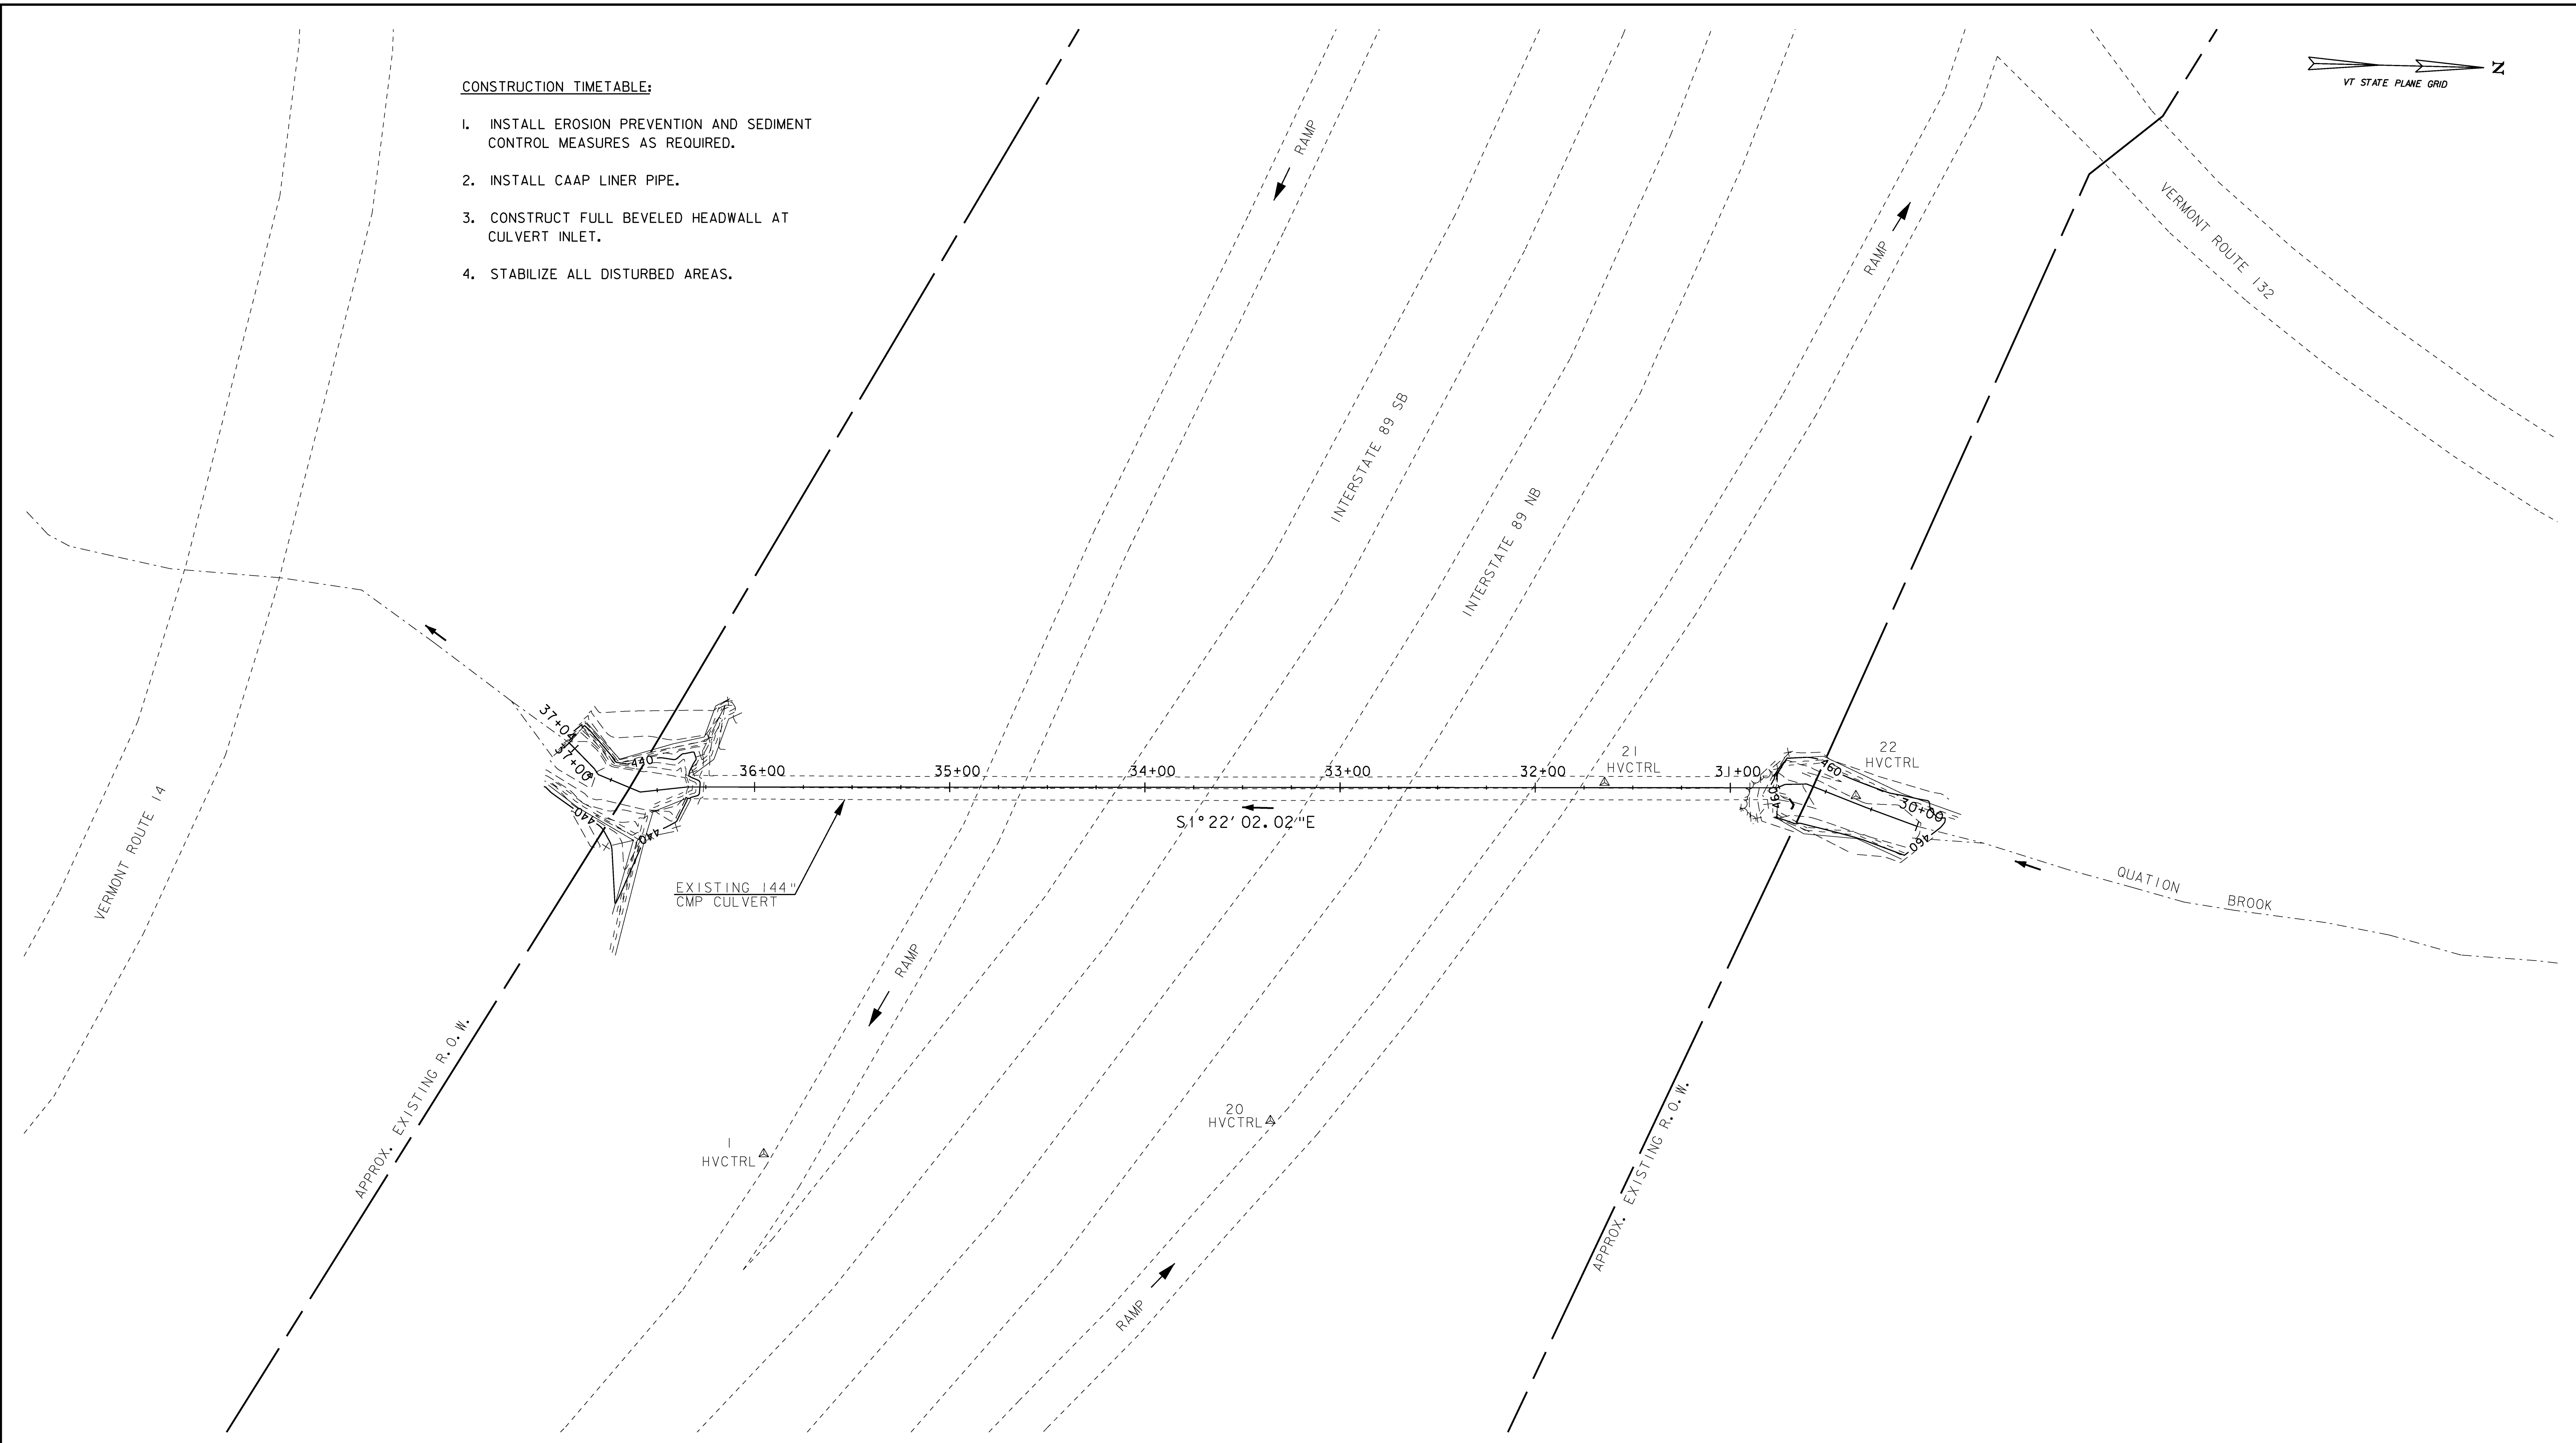 CONSTRUCTION TIMETABLE:
1. INSTALL EROSION PREVENTION AND SEDIMENT
CONTROL MEASURES AS REQUIRED.
2. INSTALL CAAP LINER PIPE.
3. CONSTRUCT FULL BEVELED HEADWALL AT
CULVERT INLET.
4. STABILIZE ALL DISTURBED AREAS.
N
VT STATE PLANE GRID
RAMP
RAMP
VERMONT ROUTE 132
INTERSTATE 89 SB
INTERSTATE 89 NB
37+04
37+00
440
440
440
36+00
35+00
34+00
33+00
32+00
31+00
30+00
21
HVCTRL
22
HVCTRL
460
460
460
S1°22'02.02"E
EXISTING 144"
CMP CULVERT
QUATION
BROOK
VERMONT ROUTE 14
RAMP
APPROX. EXISTING R.O.W.
APPROX. EXISTING R.O.W.
1
HVCTRL
20
HVCTRL
RAMP